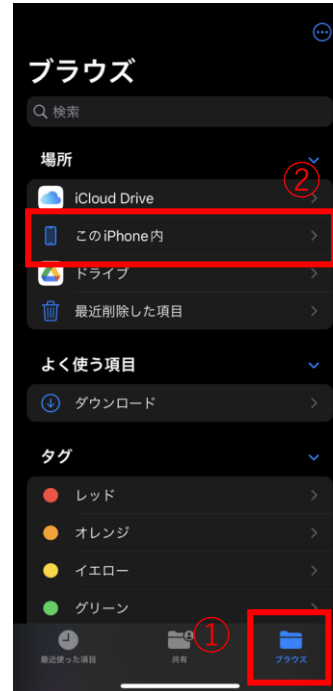 ブラウズ
検索
場所
②
iCloud Drive
このiPhone内
ドライブ
最近削除した項目
よく使う項目
ダウンロード
タグ
レッド
オレンジ
イエロー
グリーン
①
最近使った項目
共有
ブラウズ